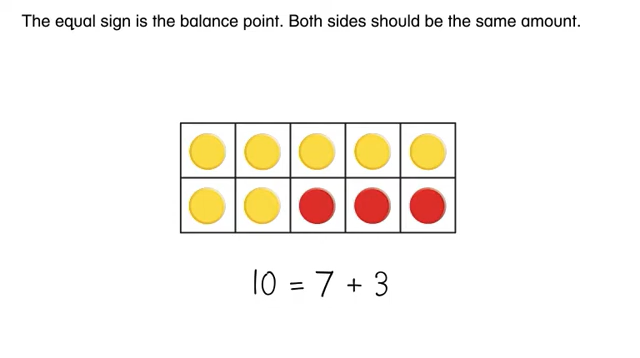 The equal sign is the balance point. Both sides should be the same amount.
10 = 7 + 3